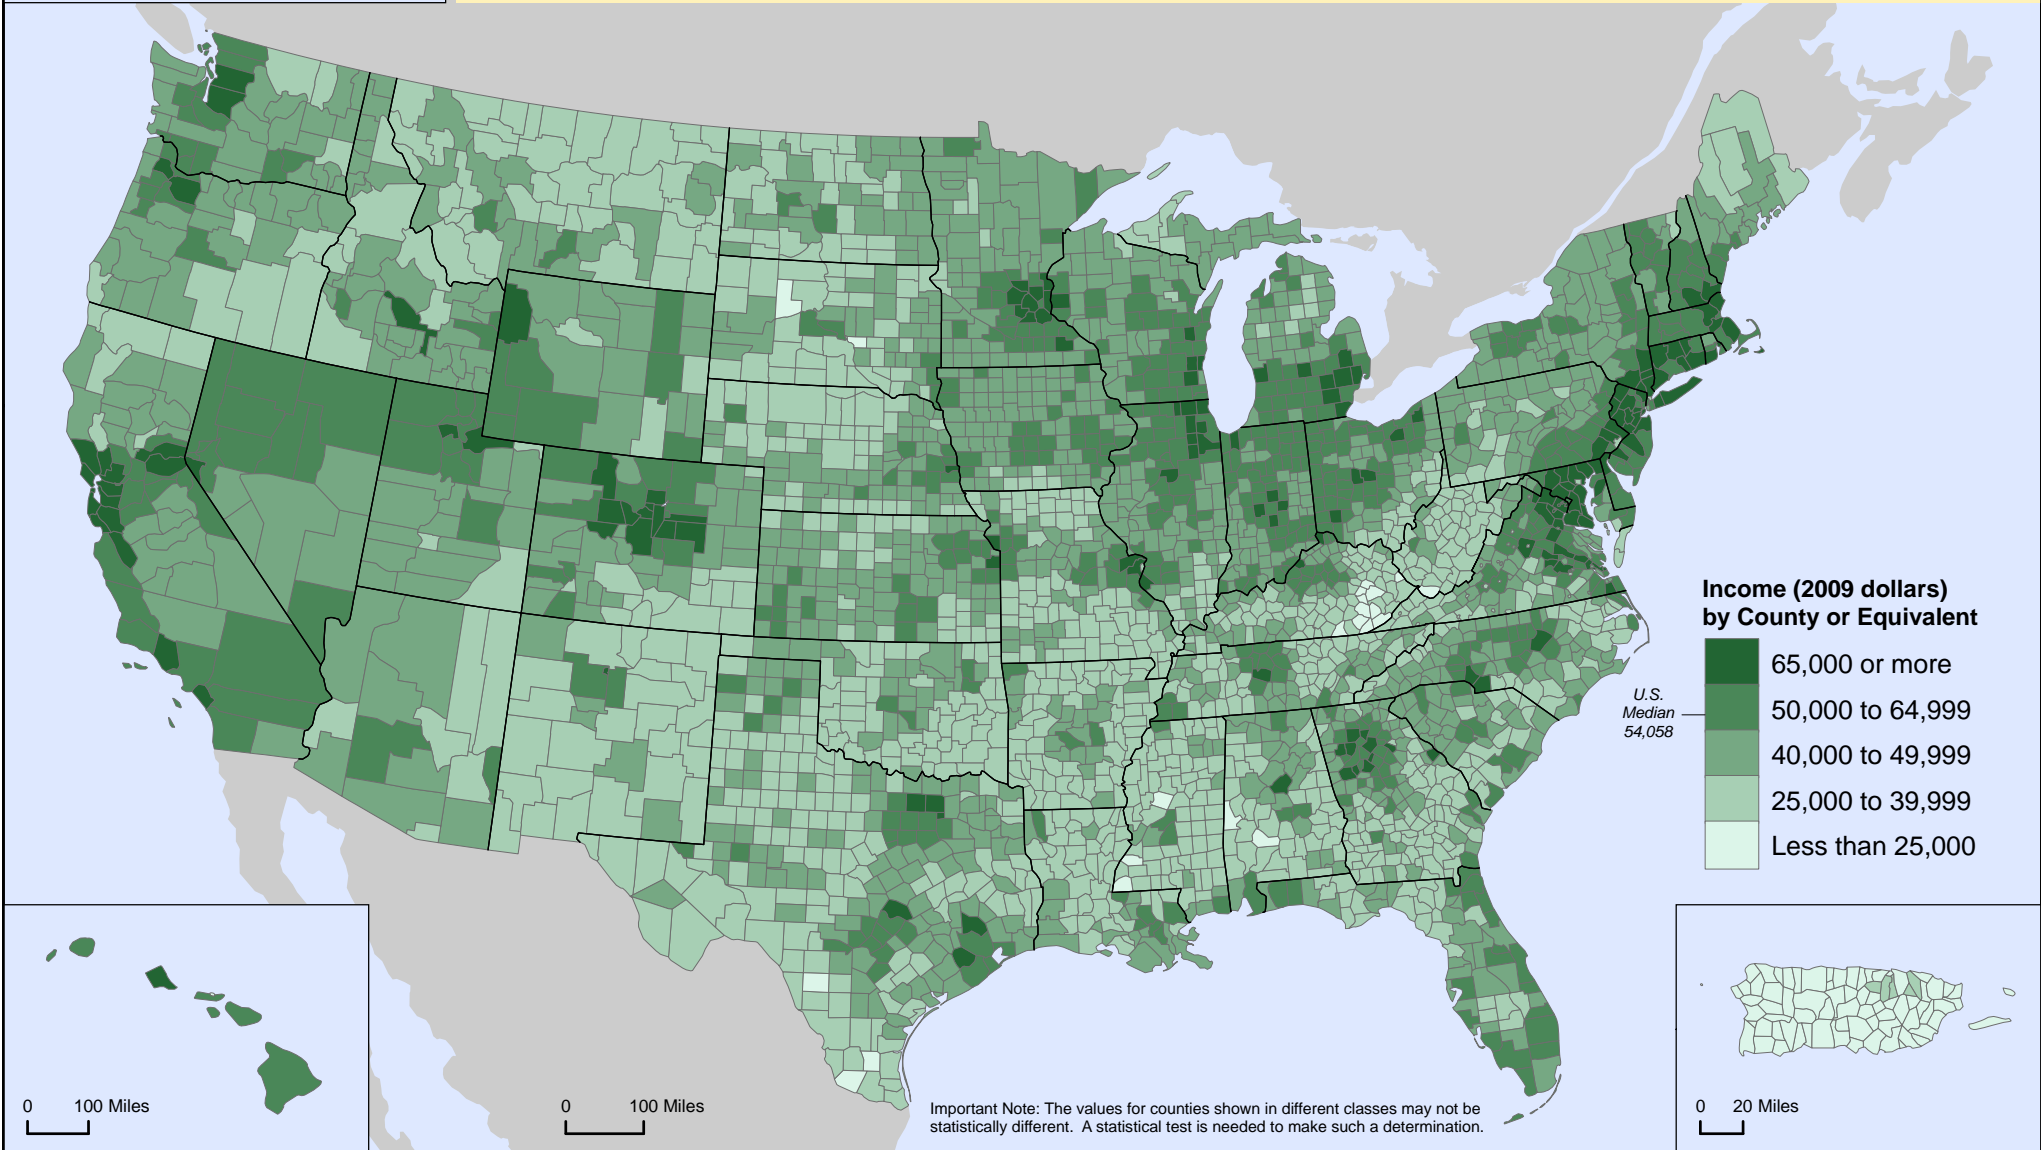 Income (2009 dollars)
by County or Equivalent
65,000 or more
50,000 to 64,999
40,000 to 49,999
25,000 to 39,999
Less than 25,000
U.S.
Median
54,058
0 100 Miles
0 100 Miles
Important Note: The values for counties shown in different classes may not be
statistically different. A statistical test is needed to make such a determination.
0 20 Miles